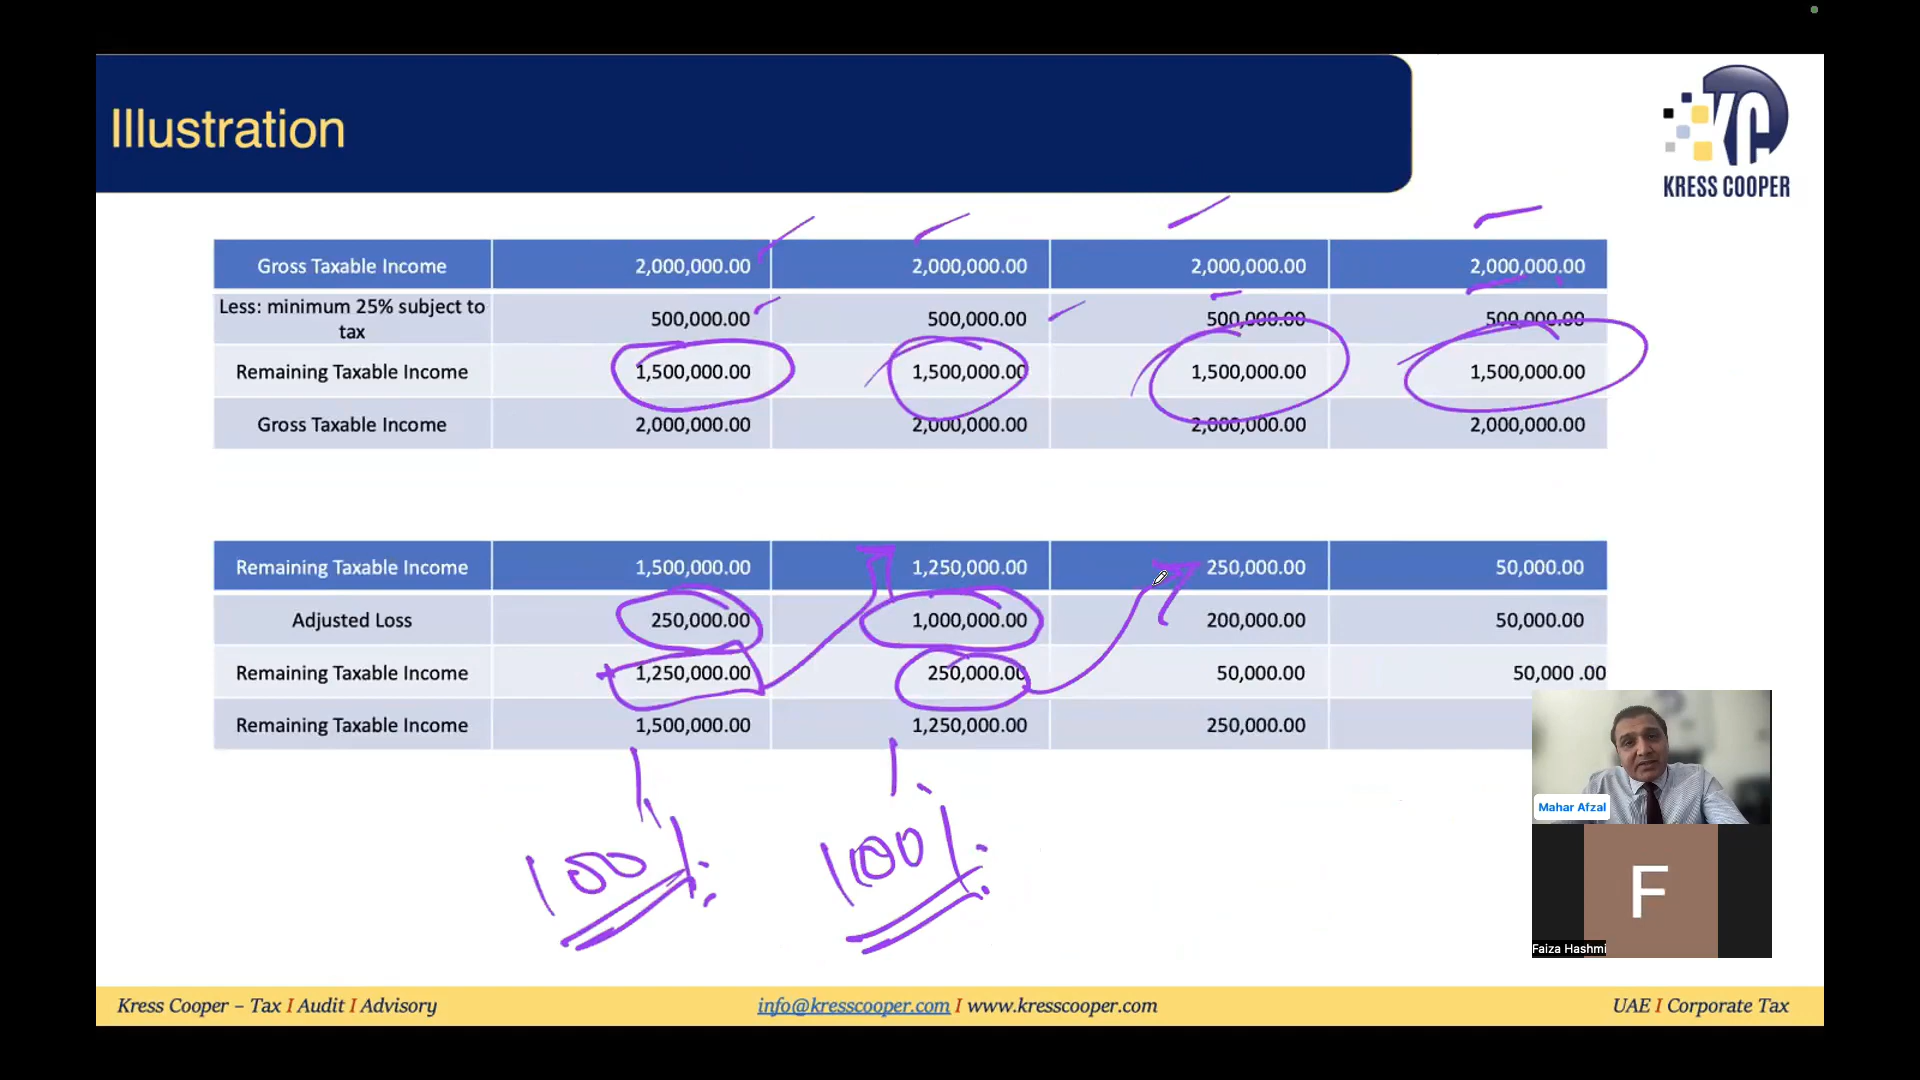 Illustration
KC
KRESS COOPER
Gross Taxable Income 2,000,000.00 2,000,000.00 2,000,000.00 2,000,000.00
Less: minimum 25% subject to tax 500,000.00 500,000.00 500,000.00 500,000.00
Remaining Taxable Income 1,500,000.00 1,500,000.00 1,500,000.00 1,500,000.00
Gross Taxable Income 2,000,000.00 2,000,000.00 2,000,000.00 2,000,000.00
Remaining Taxable Income 1,500,000.00 1,250,000.00 250,000.00 50,000.00
Adjusted Loss 250,000.00 1,000,000.00 200,000.00 50,000.00
Remaining Taxable Income 1,250,000.00 250,000.00 50,000.00 50,000 .00
Remaining Taxable Income 1,500,000.00 1,250,000.00 250,000.00
100% 100%
Mahar Afzal
F
Faiza Hashmi
Kress Cooper – Tax I Audit I Advisory info@kresscooper.com I www.kresscooper.com UAE I Corporate Tax